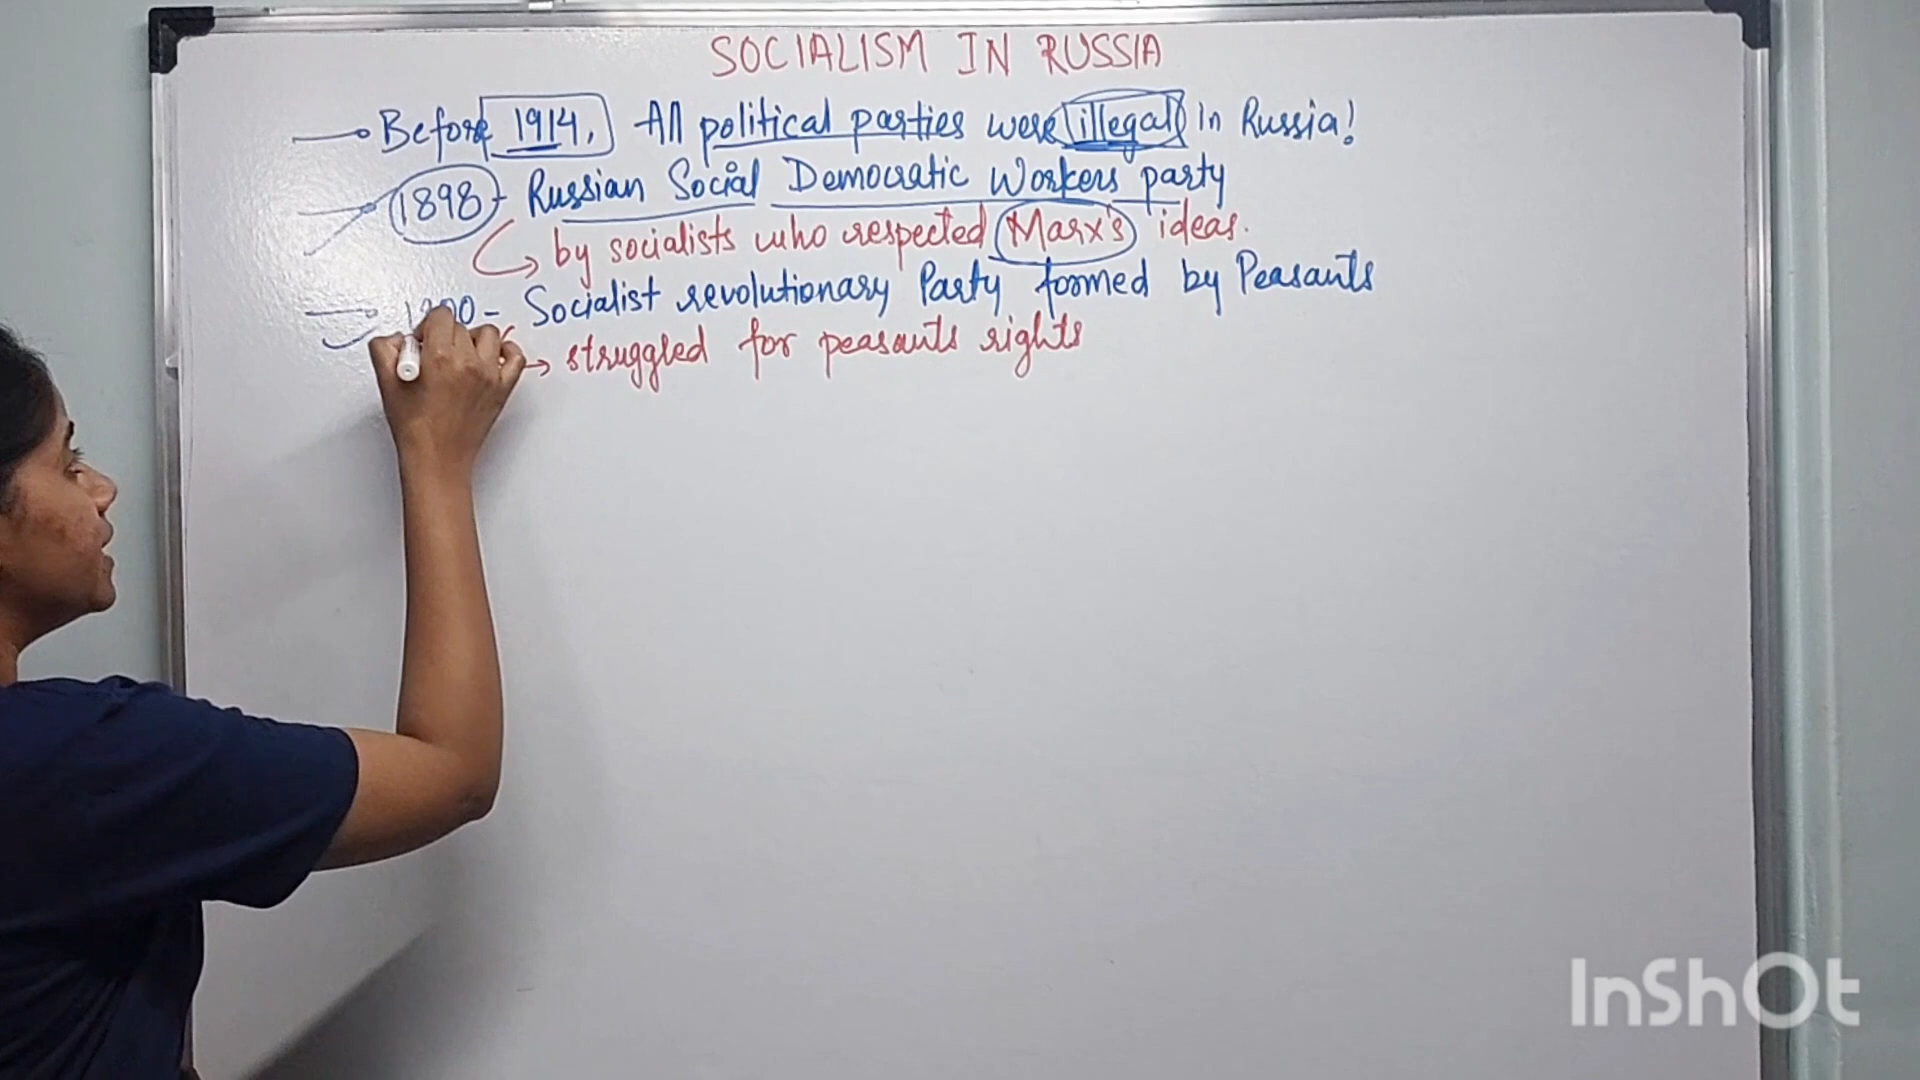 SOCIALISM IN RUSSIA
Before 1914, All political parties were illegal in Russia!
1898 - Russian Social Democratic Workers party
by socialists who respected Marx's ideas.
1900 - Socialist revolutionary Party formed by Peasants
struggled for peasants rights
InShOt